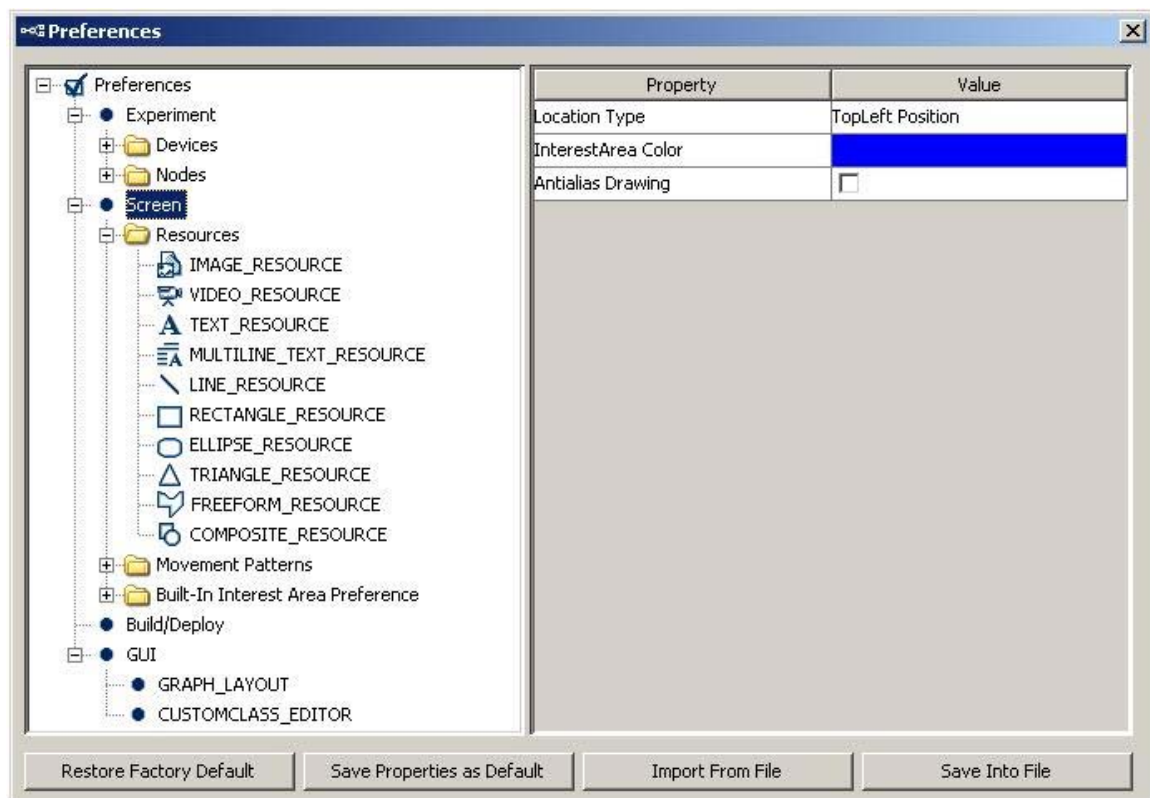 Preferences
Preferences
Experiment
Devices
Nodes
Screen
Resources
IMAGE_RESOURCE
VIDEO_RESOURCE
TEXT_RESOURCE
MULTILINE_TEXT_RESOURCE
LINE_RESOURCE
RECTANGLE_RESOURCE
ELLIPSE_RESOURCE
TRIANGLE_RESOURCE
FREEFORM_RESOURCE
COMPOSITE_RESOURCE
Movement Patterns
Built-In Interest Area Preference
Build/Deploy
GUI
GRAPH_LAYOUT
CUSTOMCLASS_EDITOR
Property Value
Location Type TopLeft Position
InterestArea Color
Antialias Drawing
Restore Factory Default Save Properties as Default Import From File Save Into File